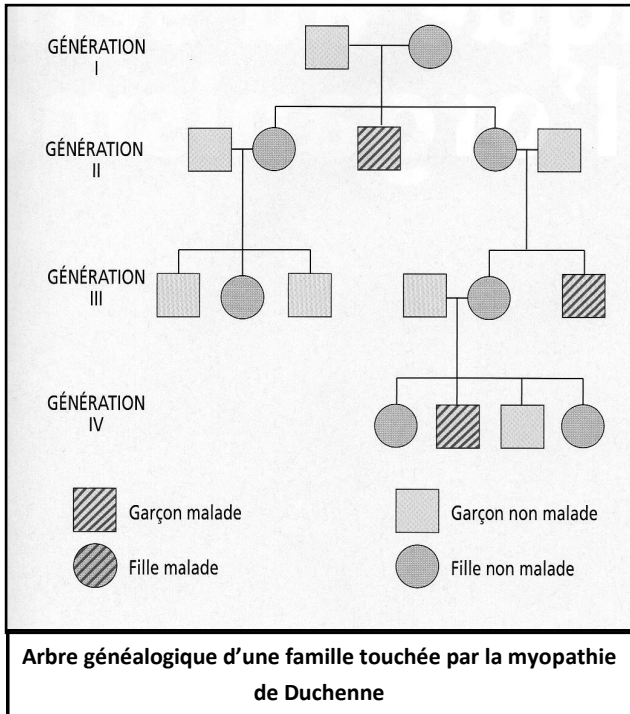 GÉNÉRATION
I
GÉNÉRATION
II
GÉNÉRATION
III
GÉNÉRATION
IV
Garçon malade
Garçon non malade
Fille malade
Fille non malade
Arbre généalogique d’une famille touchée par la myopathie
de Duchenne